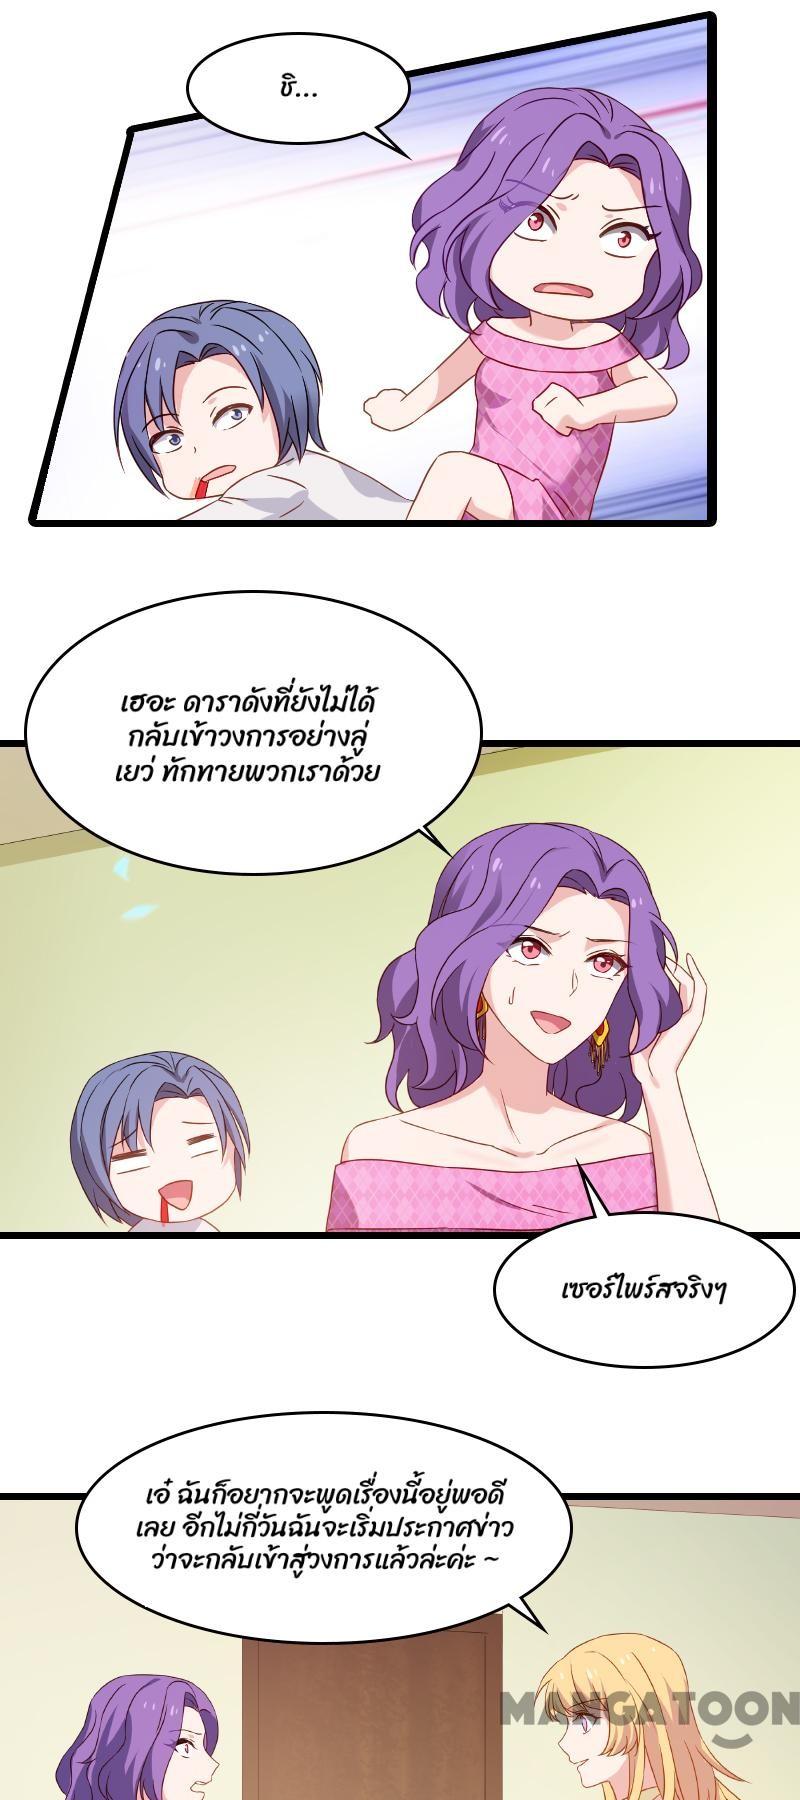 ชิ...
เฮอะ ดาราดังที่ยังไม่ได้
กลับเข้าวงการอย่างลู่
เยว่ ทักทายพวกเราด้วย
เซอร์ไพร์สจริงๆ
เอ๋ ฉันก็อยากจะพูดเรื่องนี้อยู่พอดี
เลย อีกไม่กี่วันฉันจะเริ่มประกาศข่าว
ว่าจะกลับเข้าสู่วงการแล้วล่ะค่ะ ~
MANGATOON